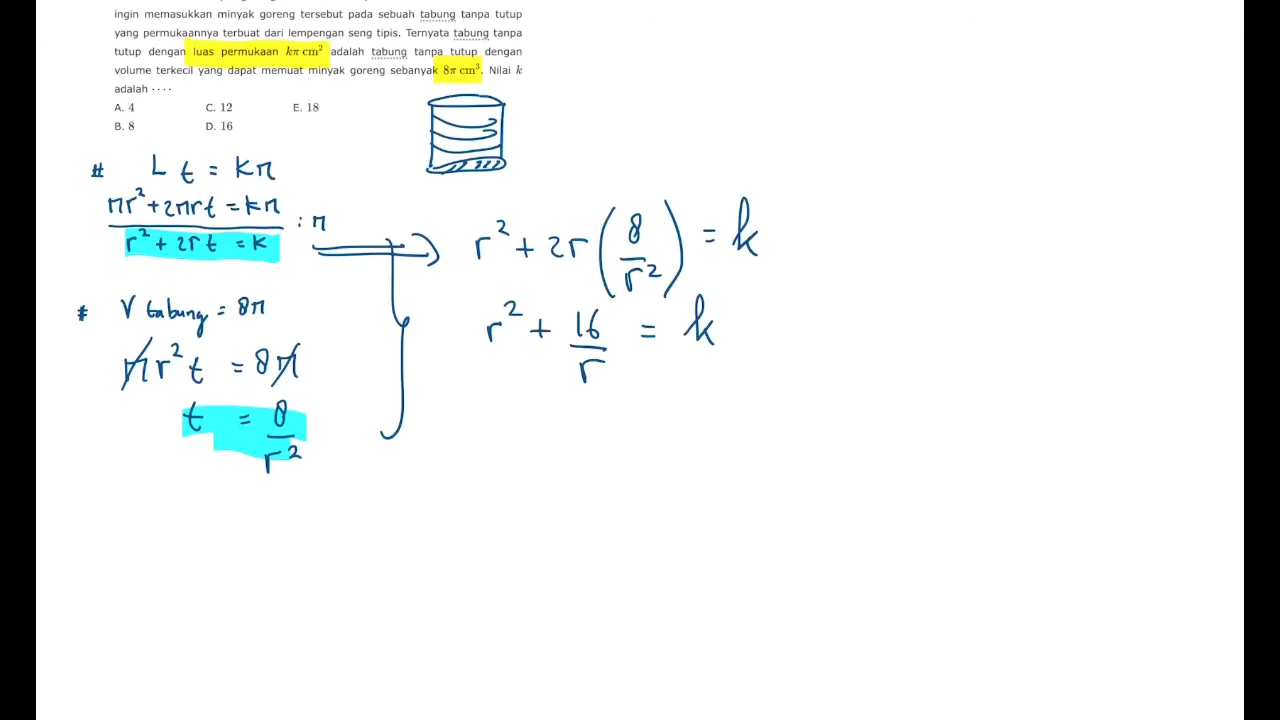 ingin memasukkan minyak goreng tersebut pada sebuah tabung tanpa tutup
yang permukaannya terbuat dari lempengan seng tipis. Ternyata tabung tanpa
tutup dengan luas permukaan kπ cm² adalah tabung tanpa tutup dengan
volume terkecil yang dapat memuat minyak goreng sebanyak 8π cm³. Nilai k
adalah ....
A. 4 C. 12 E. 18
B. 8 D. 16
# L t = kπ
πr² + 2πrt = kπ : π
r² + 2rt = k
# V tabung = 8π
πr²t = 8π
t = 8/r²
r² + 2r (8/r²) = k
r² + 16/r = k